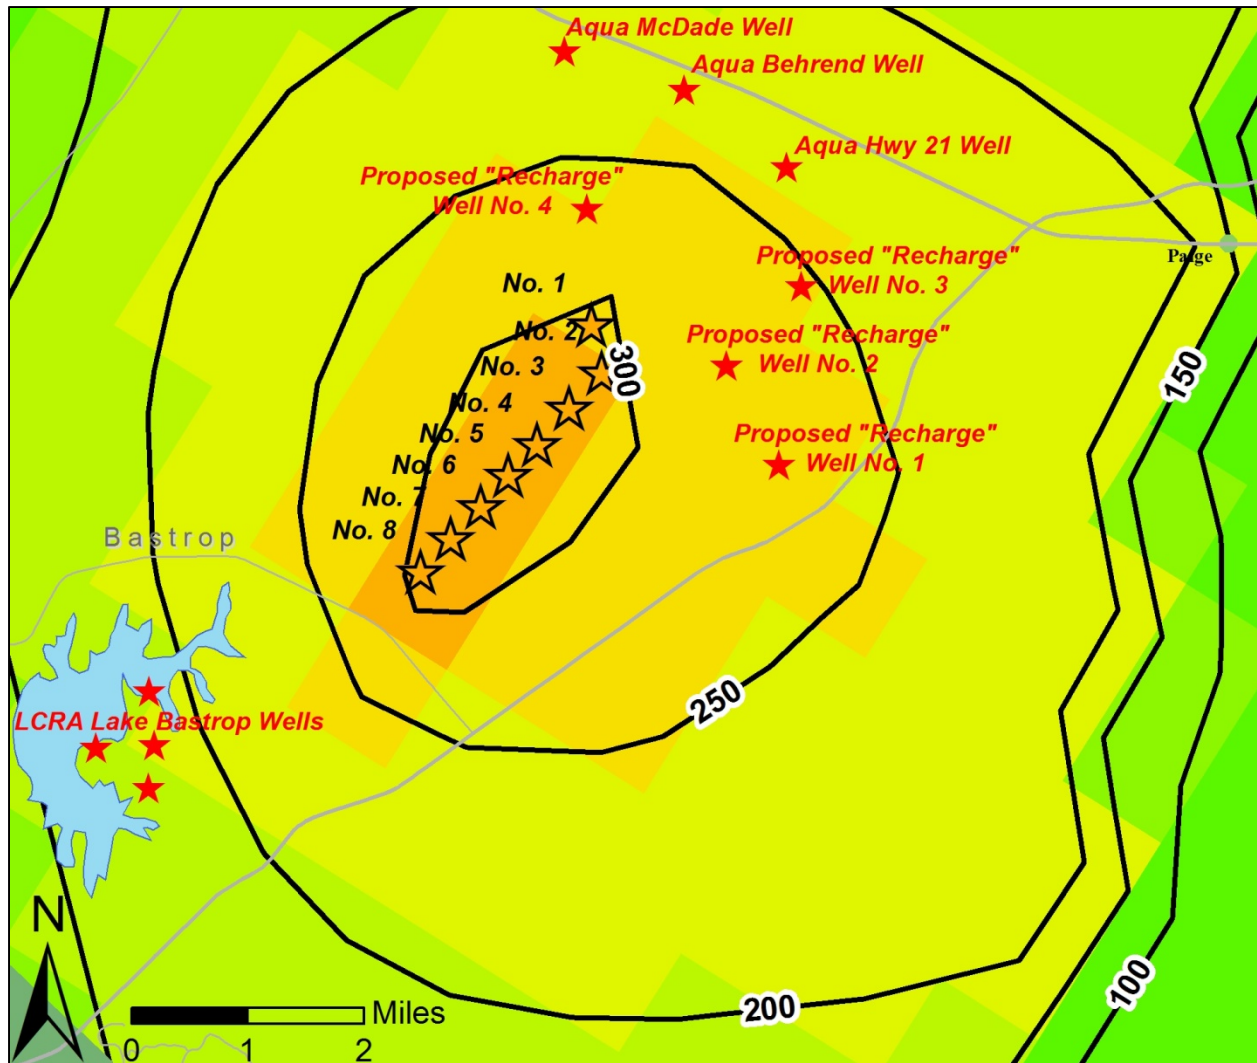 Aqua McDade Well
Aqua Behrend Well
Aqua Hwy 21 Well
Proposed "Recharge"
Well No. 4
Proposed "Recharge"
Well No. 3
Paige
No. 1
No. 2
No. 3
No. 4
No. 5
No. 6
No. 7
No. 8
300
Proposed "Recharge"
Well No. 2
150
Proposed "Recharge"
Well No. 1
Bastrop
LCRA Lake Bastrop Wells
250
200
100
N
Miles
0 1 2